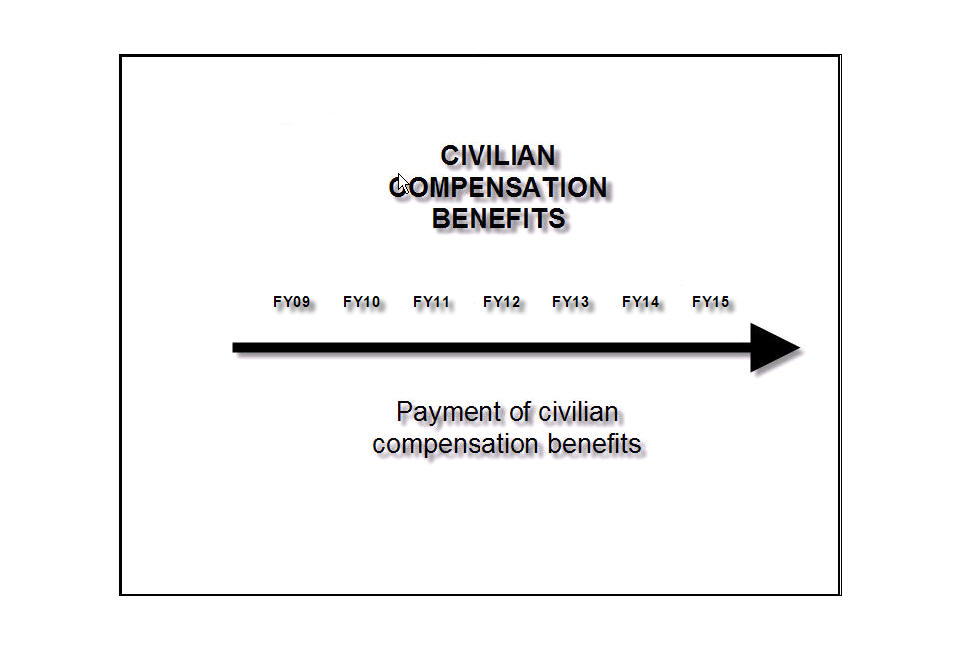 CIVILIAN
COMPENSATION
BENEFITS
FY09 FY10 FY11 FY12 FY13 FY14 FY15
Payment of civilian
compensation benefits